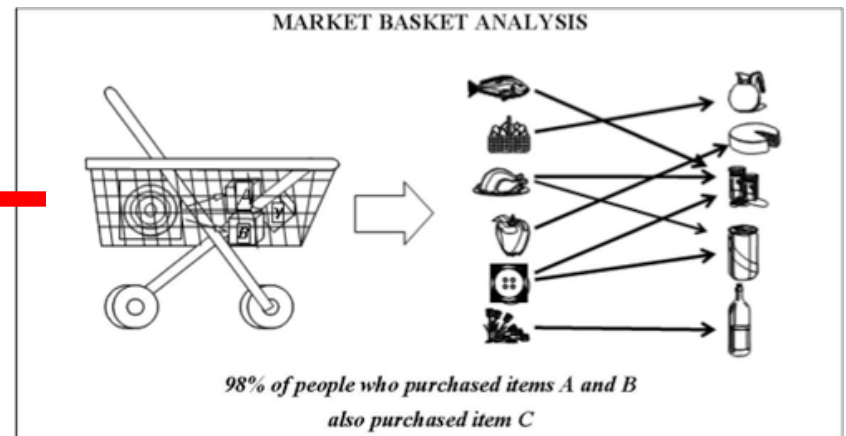 MARKET BASKET ANALYSIS
A
Y
B
98% of people who purchased items A and B
also purchased item C